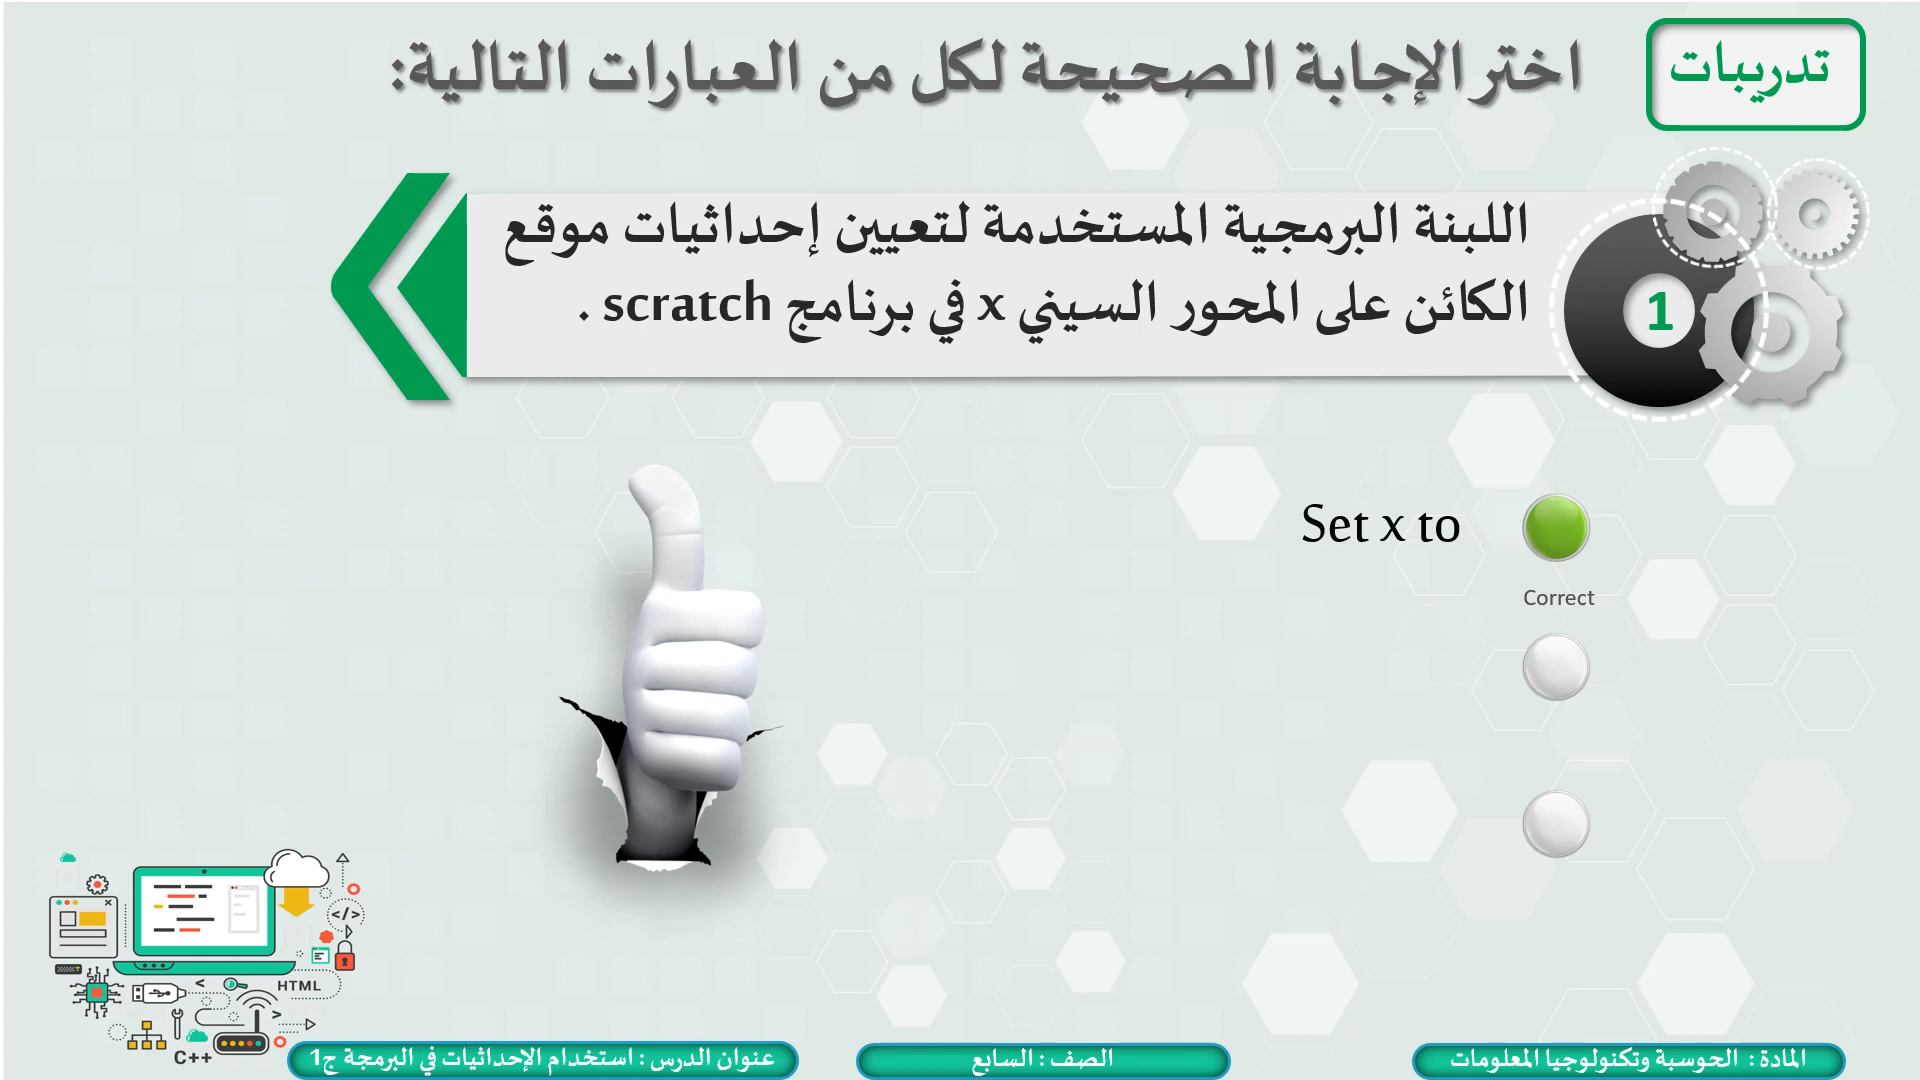 تدريبات
اختر الإجابة الصحيحة لكل من العبارات التالية:
1
اللبنة البرمجية المستخدمة لتعيين إحداثيات موقع
الكائن على المحور السيني x في برنامج scratch .
Set x to
Correct
</>
HTML
C++
المادة : الحوسبة وتكنولوجيا المعلومات
الصف : السابع
عنوان الدرس : استخدام الإحداثيات في البرمجة ج1